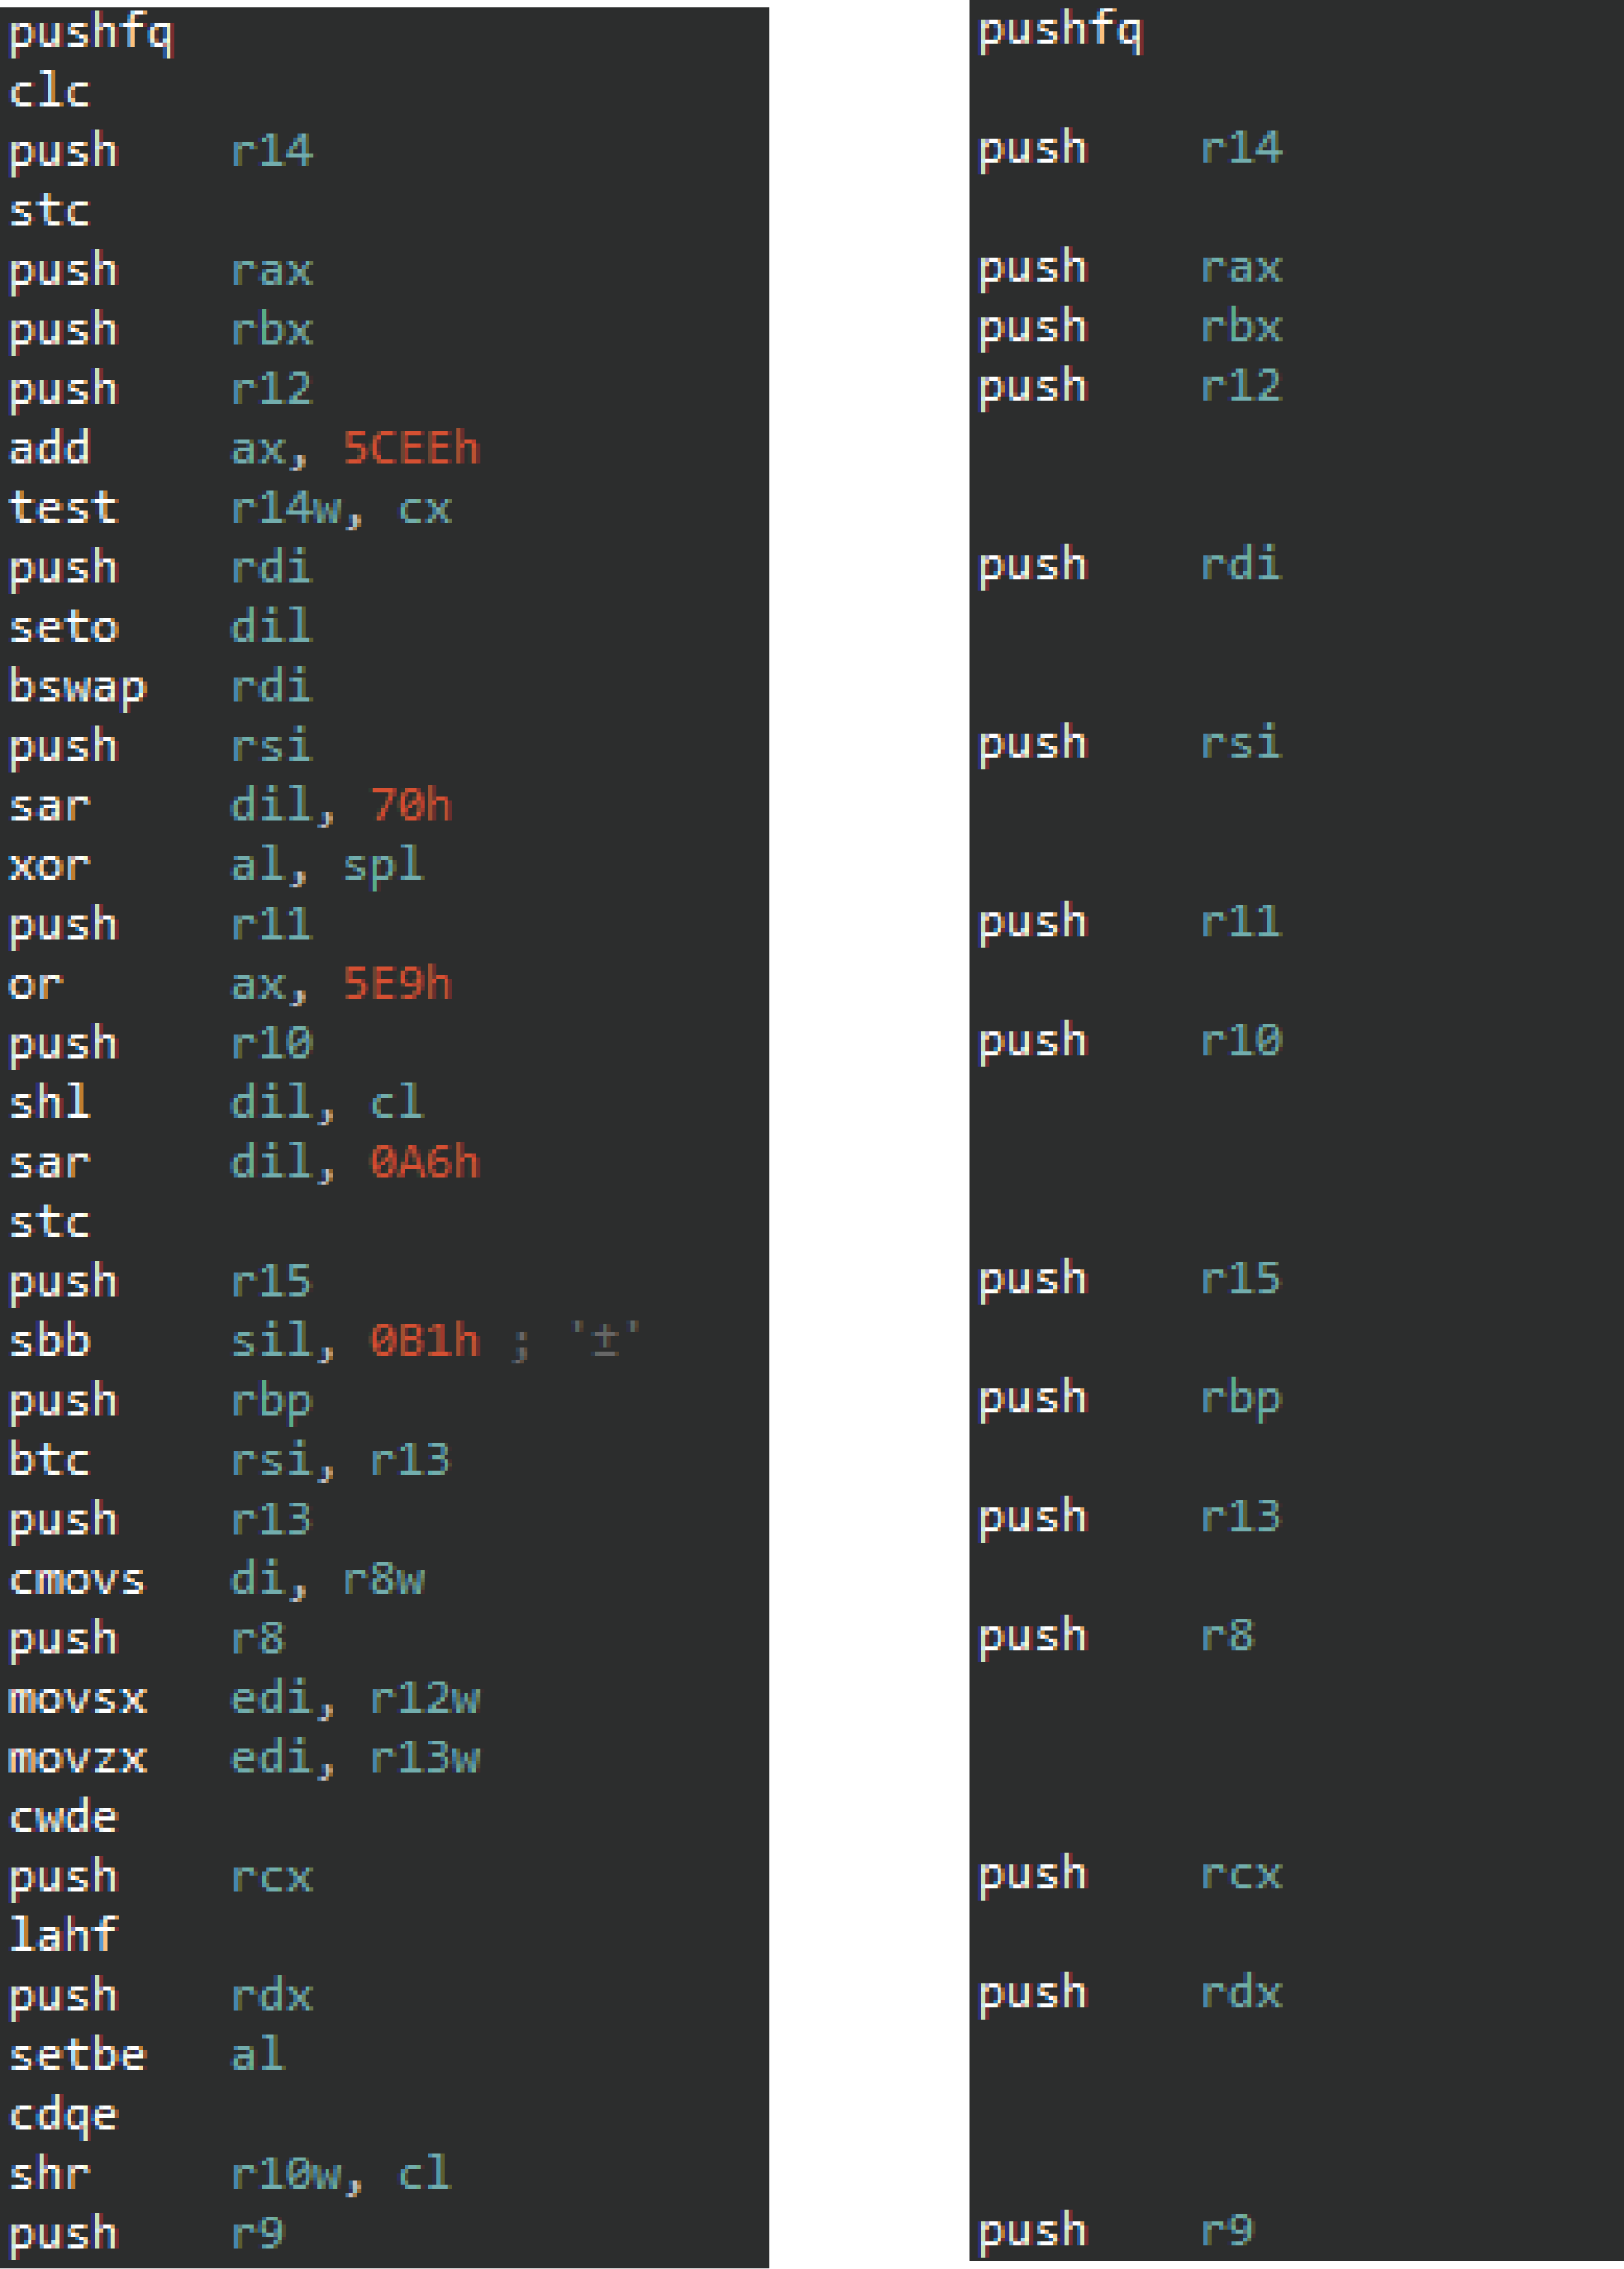 pushfq
clc
push r14
stc
push rax
push rbx
push r12
add ax, 5CEEh
test r14w, cx
push rdi
seto dil
bswap rdi
push rsi
sar dil, 70h
xor al, spl
push r11
or ax, 5E9h
push r10
shl dil, cl
sar dil, 0A6h
stc
push r15
sbb sil, 0B1h ; '±'
push rbp
btc rsi, r13
push r13
cmovs di, r8w
push r8
movsx edi, r12w
movzx edi, r13w
cwde
push rcx
lahf
push rdx
setbe al
cdqe
shr r10w, cl
push r9
pushfq
push r14
push rax
push rbx
push r12
push rdi
push rsi
push r11
push r10
push r15
push rbp
push r13
push r8
push rcx
push rdx
push r9